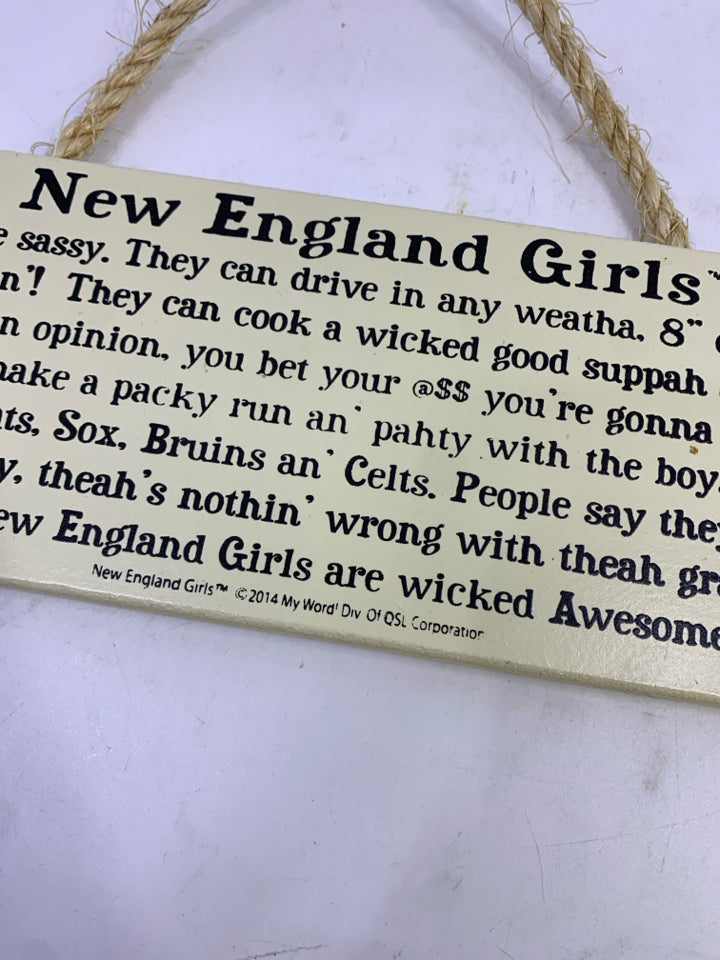 New England Girls™
sassy. They can drive in any weatha, 8"
n'! They can cook a wicked good suppah
n opinion, you bet your @$$ you're gonna
ake a packy run an' pahty with the boy
ts, Sox, Bruins an' Celts. People say they
y, theah's nothin' wrong with theah gr
ew England Girls are wicked Awesome
New England Girls™ ©2014 My Word! Div Of QSL Corporation